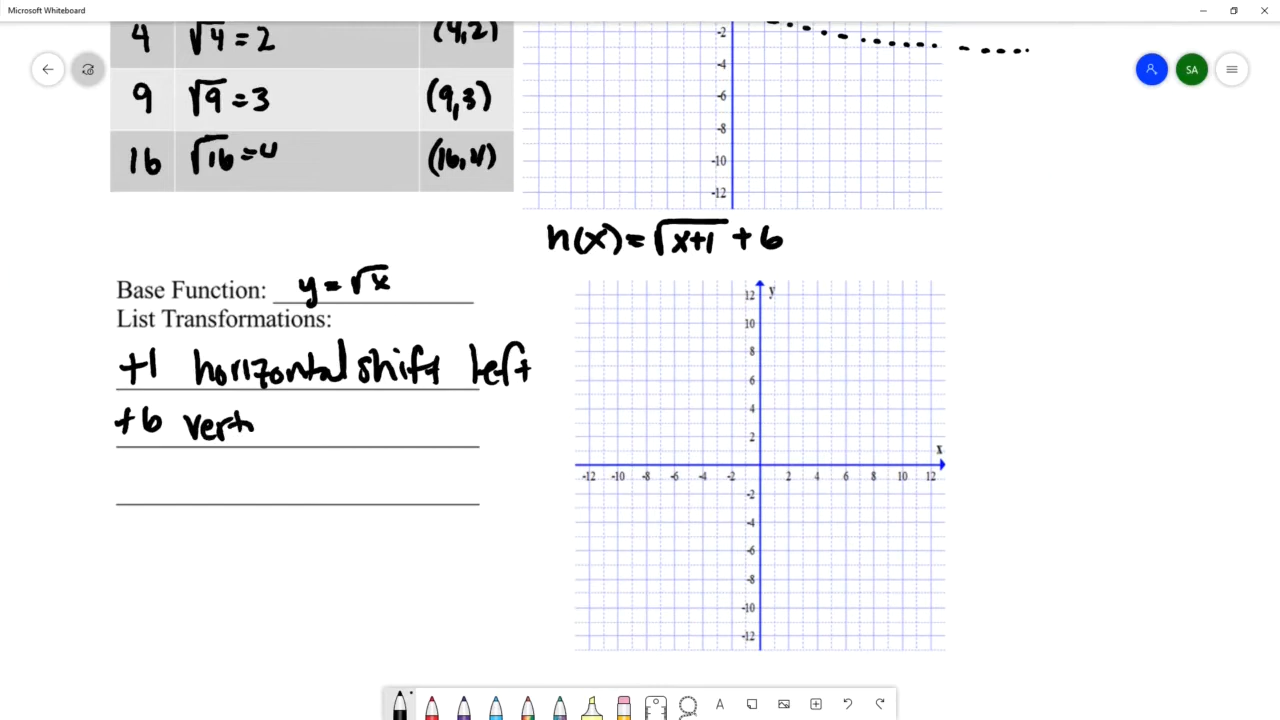 Microsoft Whiteboard
4 √4 = 2 (4,2)
9 √9 = 3 (9,3)
16 √16 = 4 (16,4)
-2
-4
-6
-8
-10
-12
SA
h(x) = √x+1 + 6
Base Function: y = √x
List Transformations:
+1 horizontal shift left
+6 vert
y
12
10
8
6
4
2
x
-12 -10 -8 -6 -4 -2 2 4 6 8 10 12
-2
-4
-6
-8
-10
-12
A